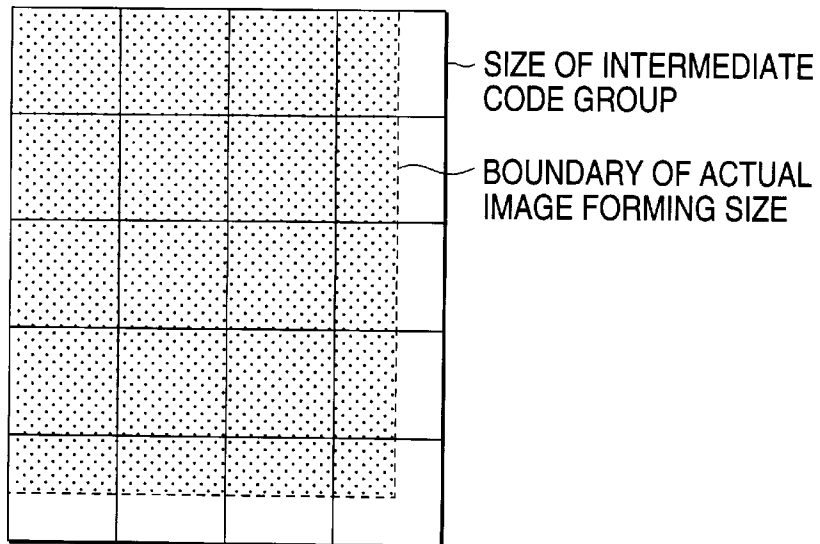 SIZE OF INTERMEDIATE
CODE GROUP
BOUNDARY OF ACTUAL
IMAGE FORMING SIZE